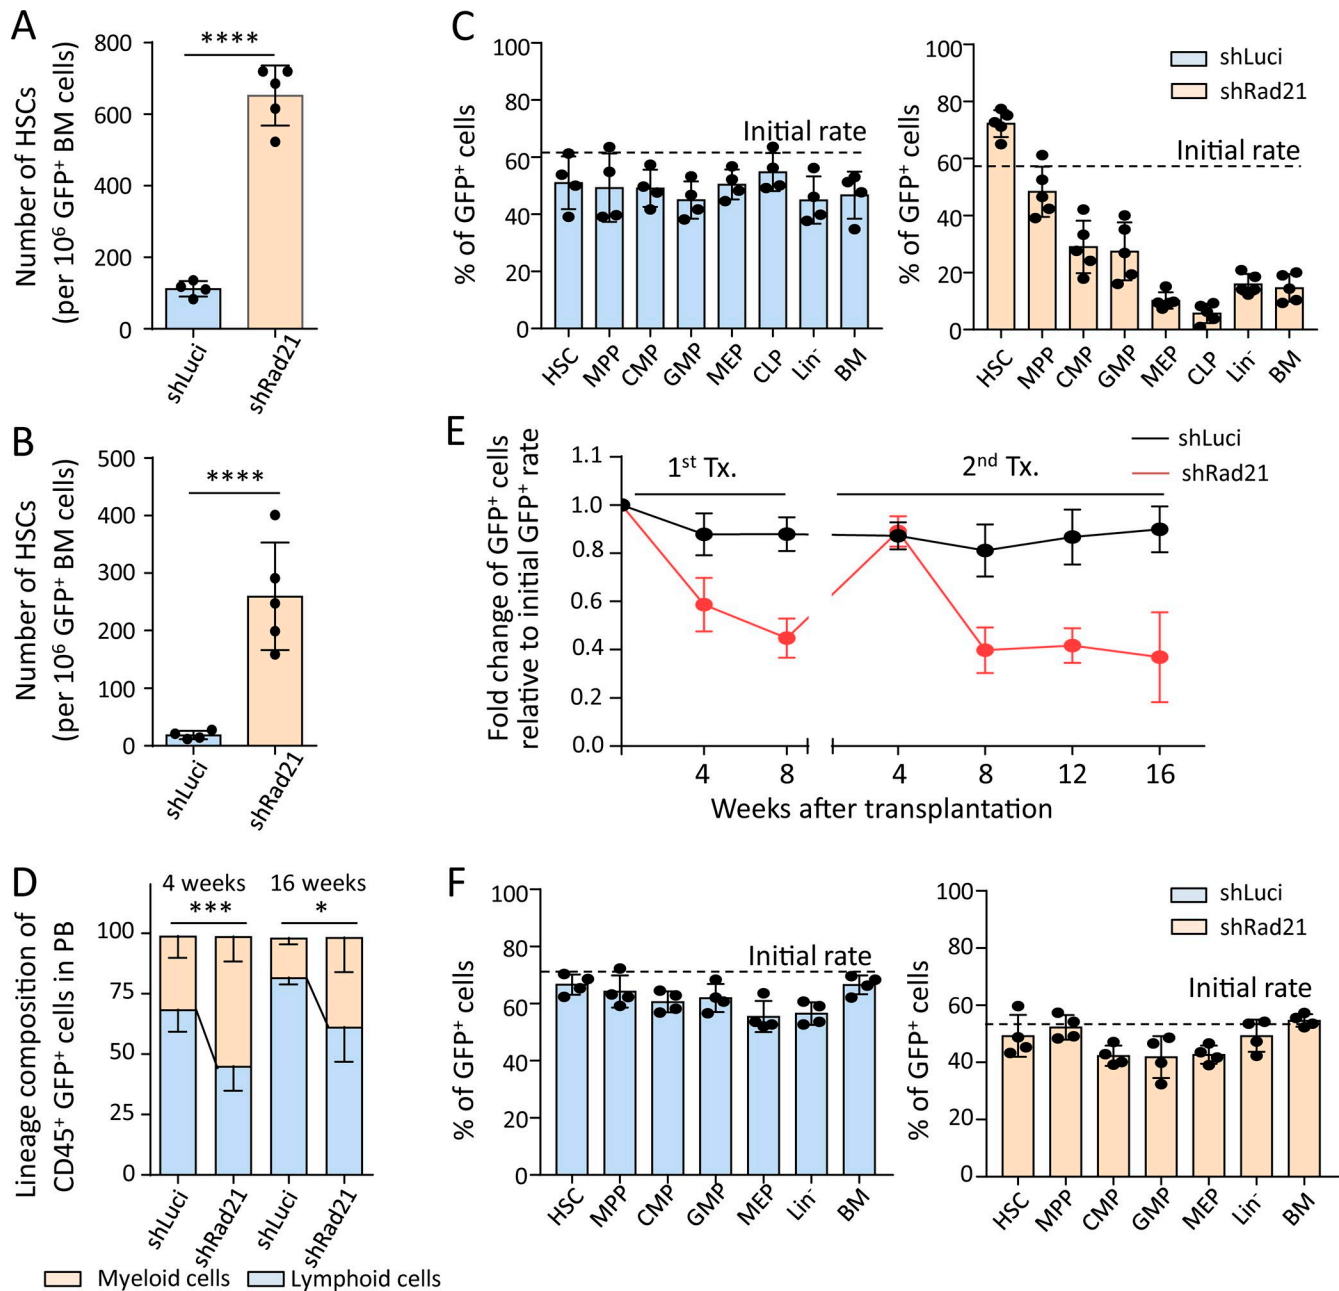 A
Number of HSCs
(per 10⁶ GFP⁺ BM cells)
800
600
400
200
0
****
shLuci
shRad21
C
% of GFP⁺ cells
100
80
60
40
20
0
Initial rate
HSC
MPP
CMP
GMP
MEP
CLP
Lin⁻
BM
% of GFP⁺ cells
100
80
60
40
20
0
shLuci
shRad21
Initial rate
HSC
MPP
CMP
GMP
MEP
CLP
Lin⁻
BM
B
Number of HSCs
(per 10⁶ GFP⁺ BM cells)
500
400
300
200
100
0
****
shLuci
shRad21
E
Fold change of GFP⁺ cells
relative to initial GFP⁺ rate
1.1
1.0
0.8
0.6
0.4
0.2
0.0
1st Tx.
2nd Tx.
shLuci
shRad21
4
8
4
8
12
16
Weeks after transplantation
D
Lineage composition of
CD45⁺ GFP⁺ cells in PB
100
75
50
25
0
4 weeks
16 weeks
***
*
shLuci
shRad21
shLuci
shRad21
Myeloid cells
Lymphoid cells
F
% of GFP⁺ cells
100
80
60
40
20
0
Initial rate
HSC
MPP
CMP
GMP
MEP
Lin⁻
BM
% of GFP⁺ cells
100
80
60
40
20
0
shLuci
shRad21
Initial rate
HSC
MPP
CMP
GMP
MEP
Lin⁻
BM